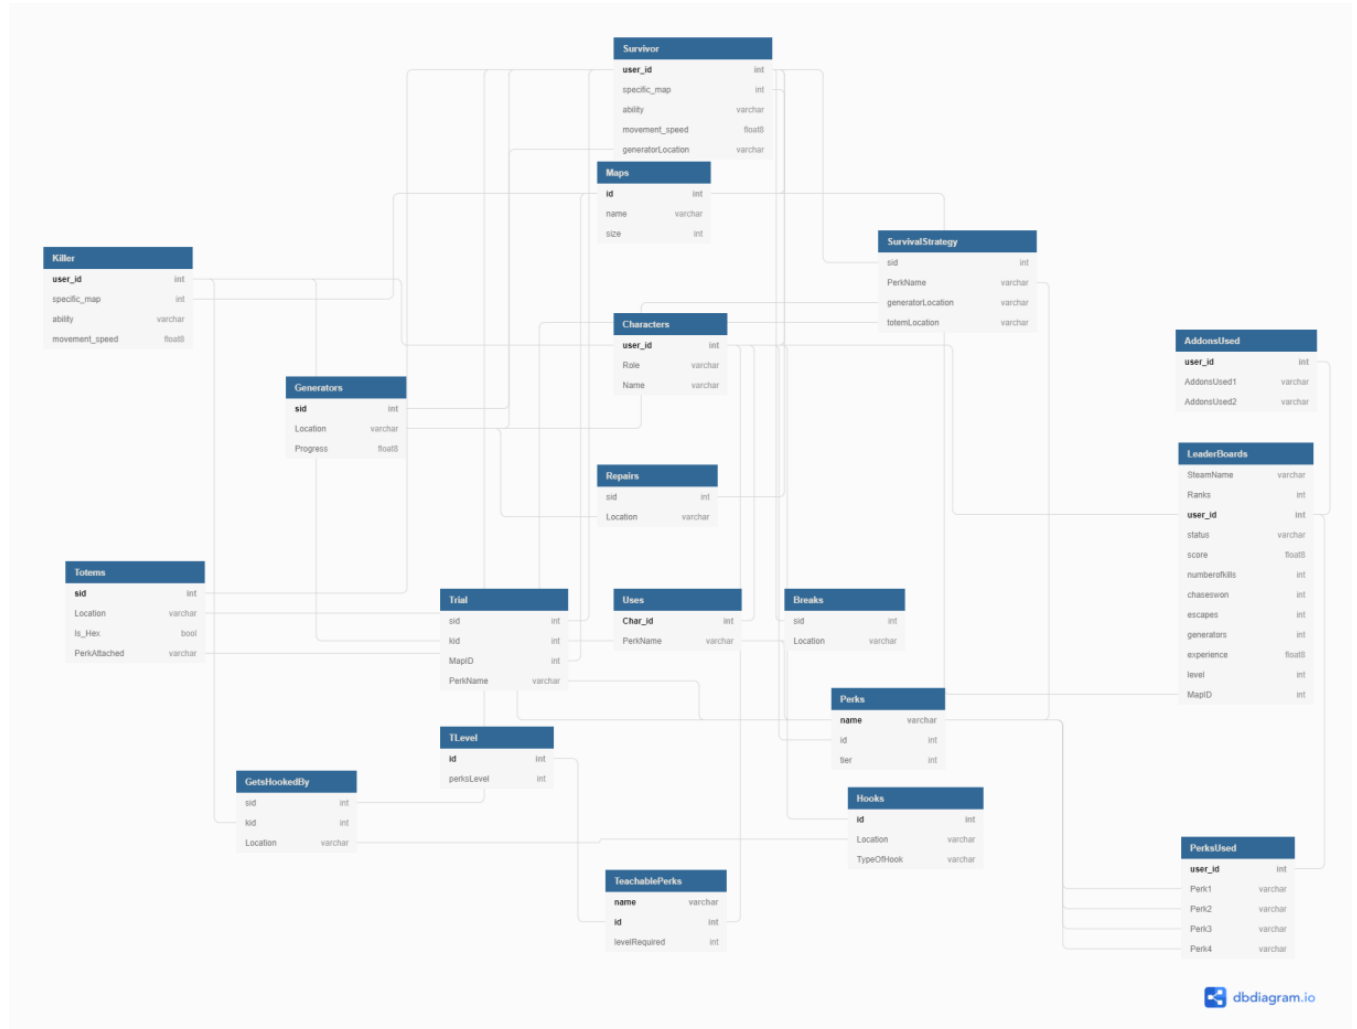 Survivor
user_id int
specific_map int
ability varchar
movement_speed float8
generatorLocation varchar
Maps
id int
name varchar
size int
Killer
user_id int
specific_map int
ability varchar
movement_speed float8
SurvivalStrategy
sid int
PerkName varchar
generatorLocation varchar
totemLocation varchar
Characters
user_id int
Role varchar
Name varchar
AddonsUsed
user_id int
AddonsUsed1 varchar
AddonsUsed2 varchar
Generators
sid int
Location varchar
Progress float8
LeaderBoards
SteamName varchar
Ranks int
user_id int
status varchar
score float8
numberofkills int
chaseswon int
escapes int
generators int
experience float8
level int
MapID int
Repairs
sid int
Location varchar
Totems
sid int
Location varchar
Is_Hex bool
PerkAttached varchar
Trial
sid int
kid int
MapID int
PerkName varchar
Uses
Char_id int
PerkName varchar
Breaks
sid int
Location varchar
Perks
name varchar
id int
tier int
TLevel
id int
perksLevel int
GetsHookedBy
sid int
kid int
Location varchar
Hooks
id int
Location varchar
TypeOfHook varchar
TeachablePerks
name varchar
id int
levelRequired int
PerksUsed
user_id int
Perk1 varchar
Perk2 varchar
Perk3 varchar
Perk4 varchar
dbdiagram.io